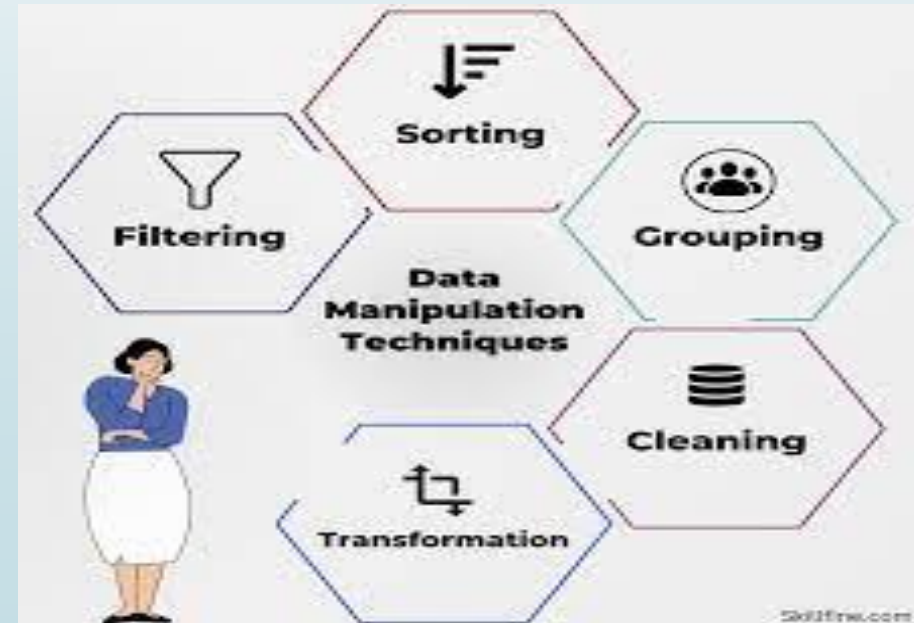 Sorting
Filtering
Grouping
Data
Manipulation
Techniques
Cleaning
Transformation
Skillfine.com